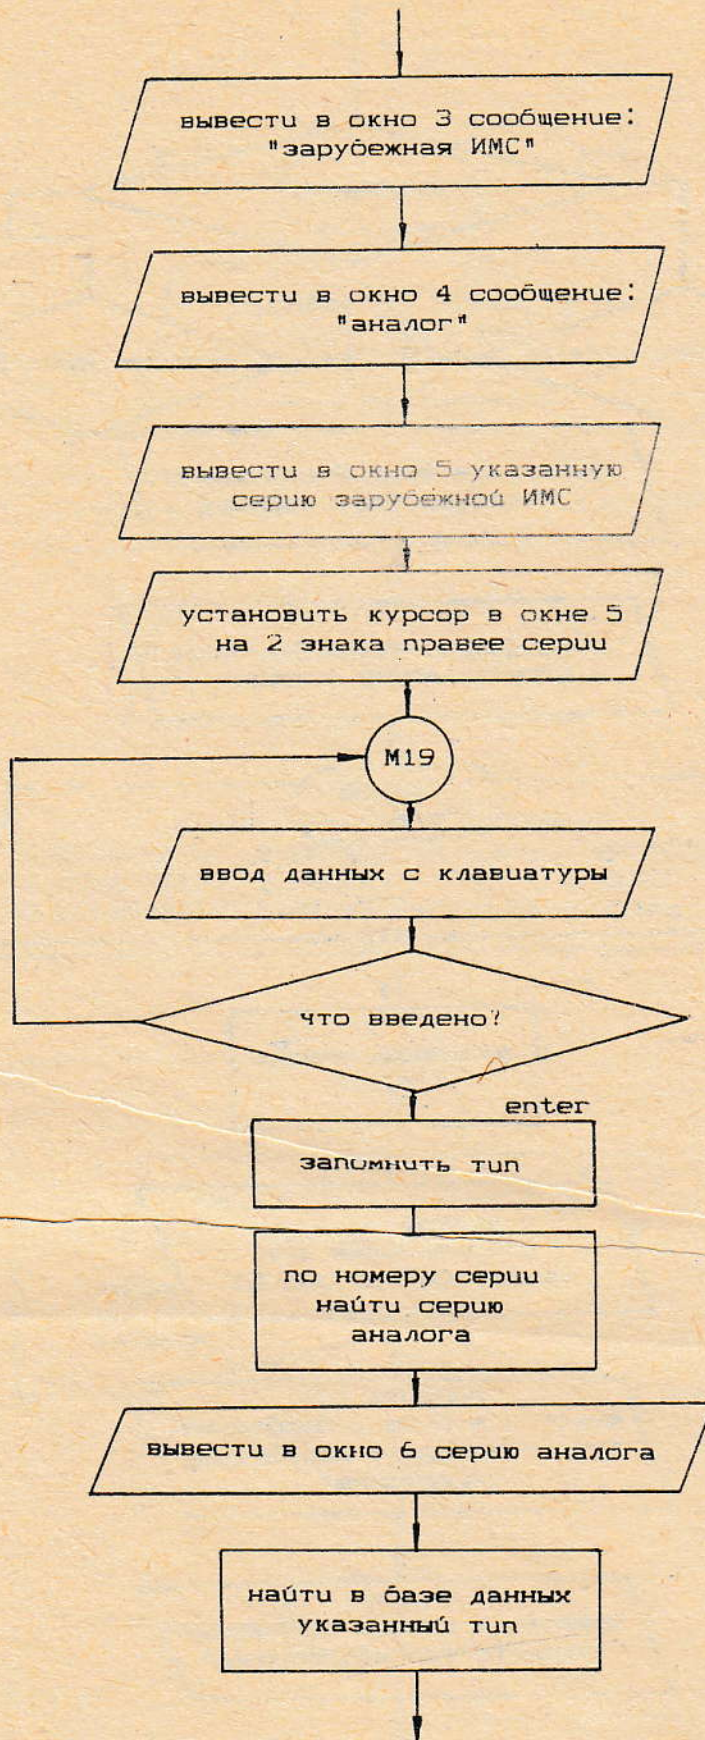 вывести в окно 3 сообщение:
"зарубежная ИМС"
вывести в окно 4 сообщение:
"аналог"
вывести в окно 5 указанную
серию зарубежной ИМС
установить курсор в окне 5
на 2 знака правее серии
М19
ввод данных с клавиатуры
что введено?
enter
запомнить тип
по номеру серии
найти серию
аналога
вывести в окно 6 серию аналога
найти в базе данных
указанный тип